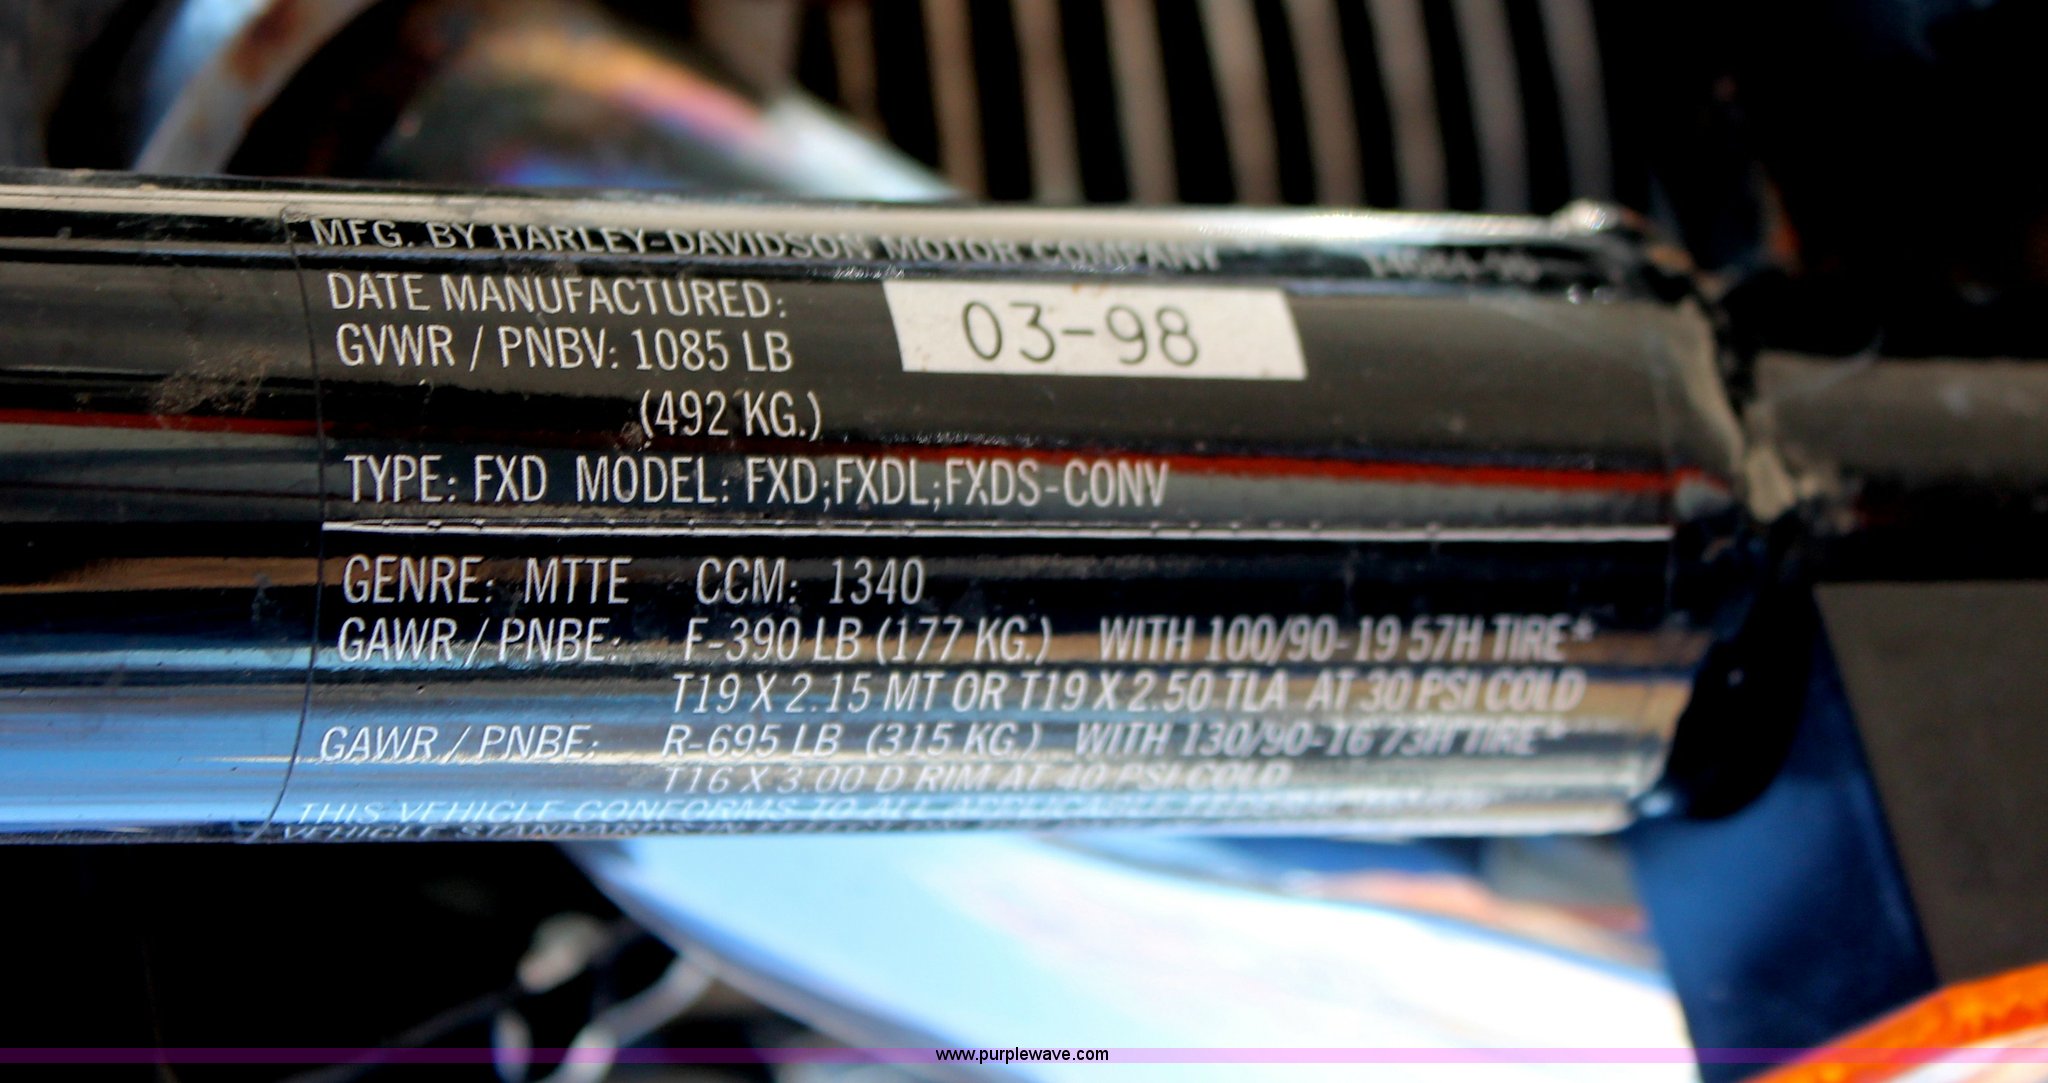 MFG. BY HARLEY-DAVIDSON MOTOR COMPANY
DATE MANUFACTURED: 03-98
GVWR / PNBV: 1085 LB
(492 KG.)
TYPE: FXD MODEL: FXD;FXDL;FXDS-CONV
GENRE: MTTE CCM: 1340
GAWR / PNBE: F-390 LB (177 KG.) WITH 100/90-19 57H TIRE*
T19 X 2.15 MT OR T19 X 2.50 TLA AT 30 PSI COLD
GAWR / PNBE: R-695 LB (315 KG.) WITH 130/90-16 73H TIRE*
T16 X 3.00 D RIM AT 40 PSI COLD
THIS VEHICLE CONFORMS TO ALL APPLICABLE FEDERAL
VEHICLE STANDARDS IN
www.purplewave.com